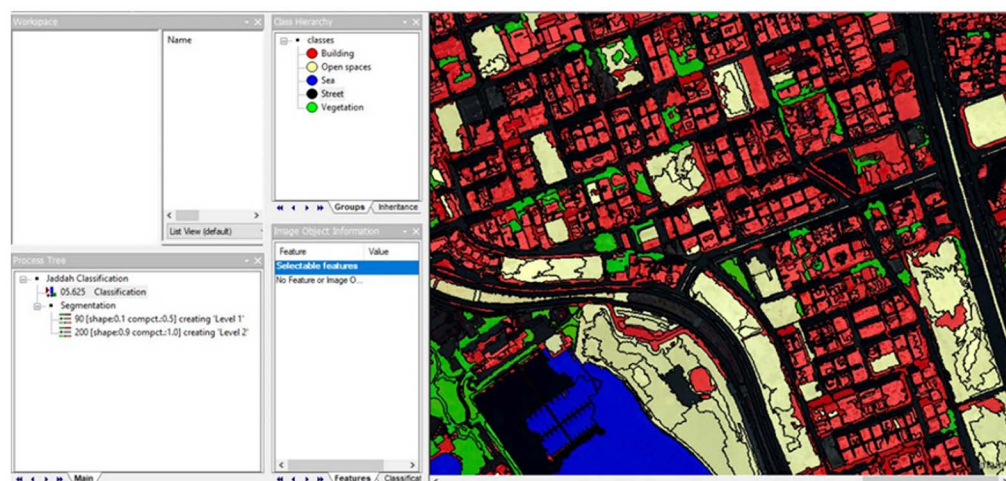 Workspace
Name
List View (default)
Class Hierarchy
classes
Building
Open spaces
Sea
Street
Vegetation
Groups
Inheritance
Process Tree
Jaddah Classification
05.625 Classification
Segmentation
90 [shape:0.1 compct.:0.5] creating 'Level 1'
200 [shape:0.9 compct.:1.0] creating 'Level 2'
Main
Image Object Information
Feature Value
Selectable features
No Feature or Image O...
Features
Classificat